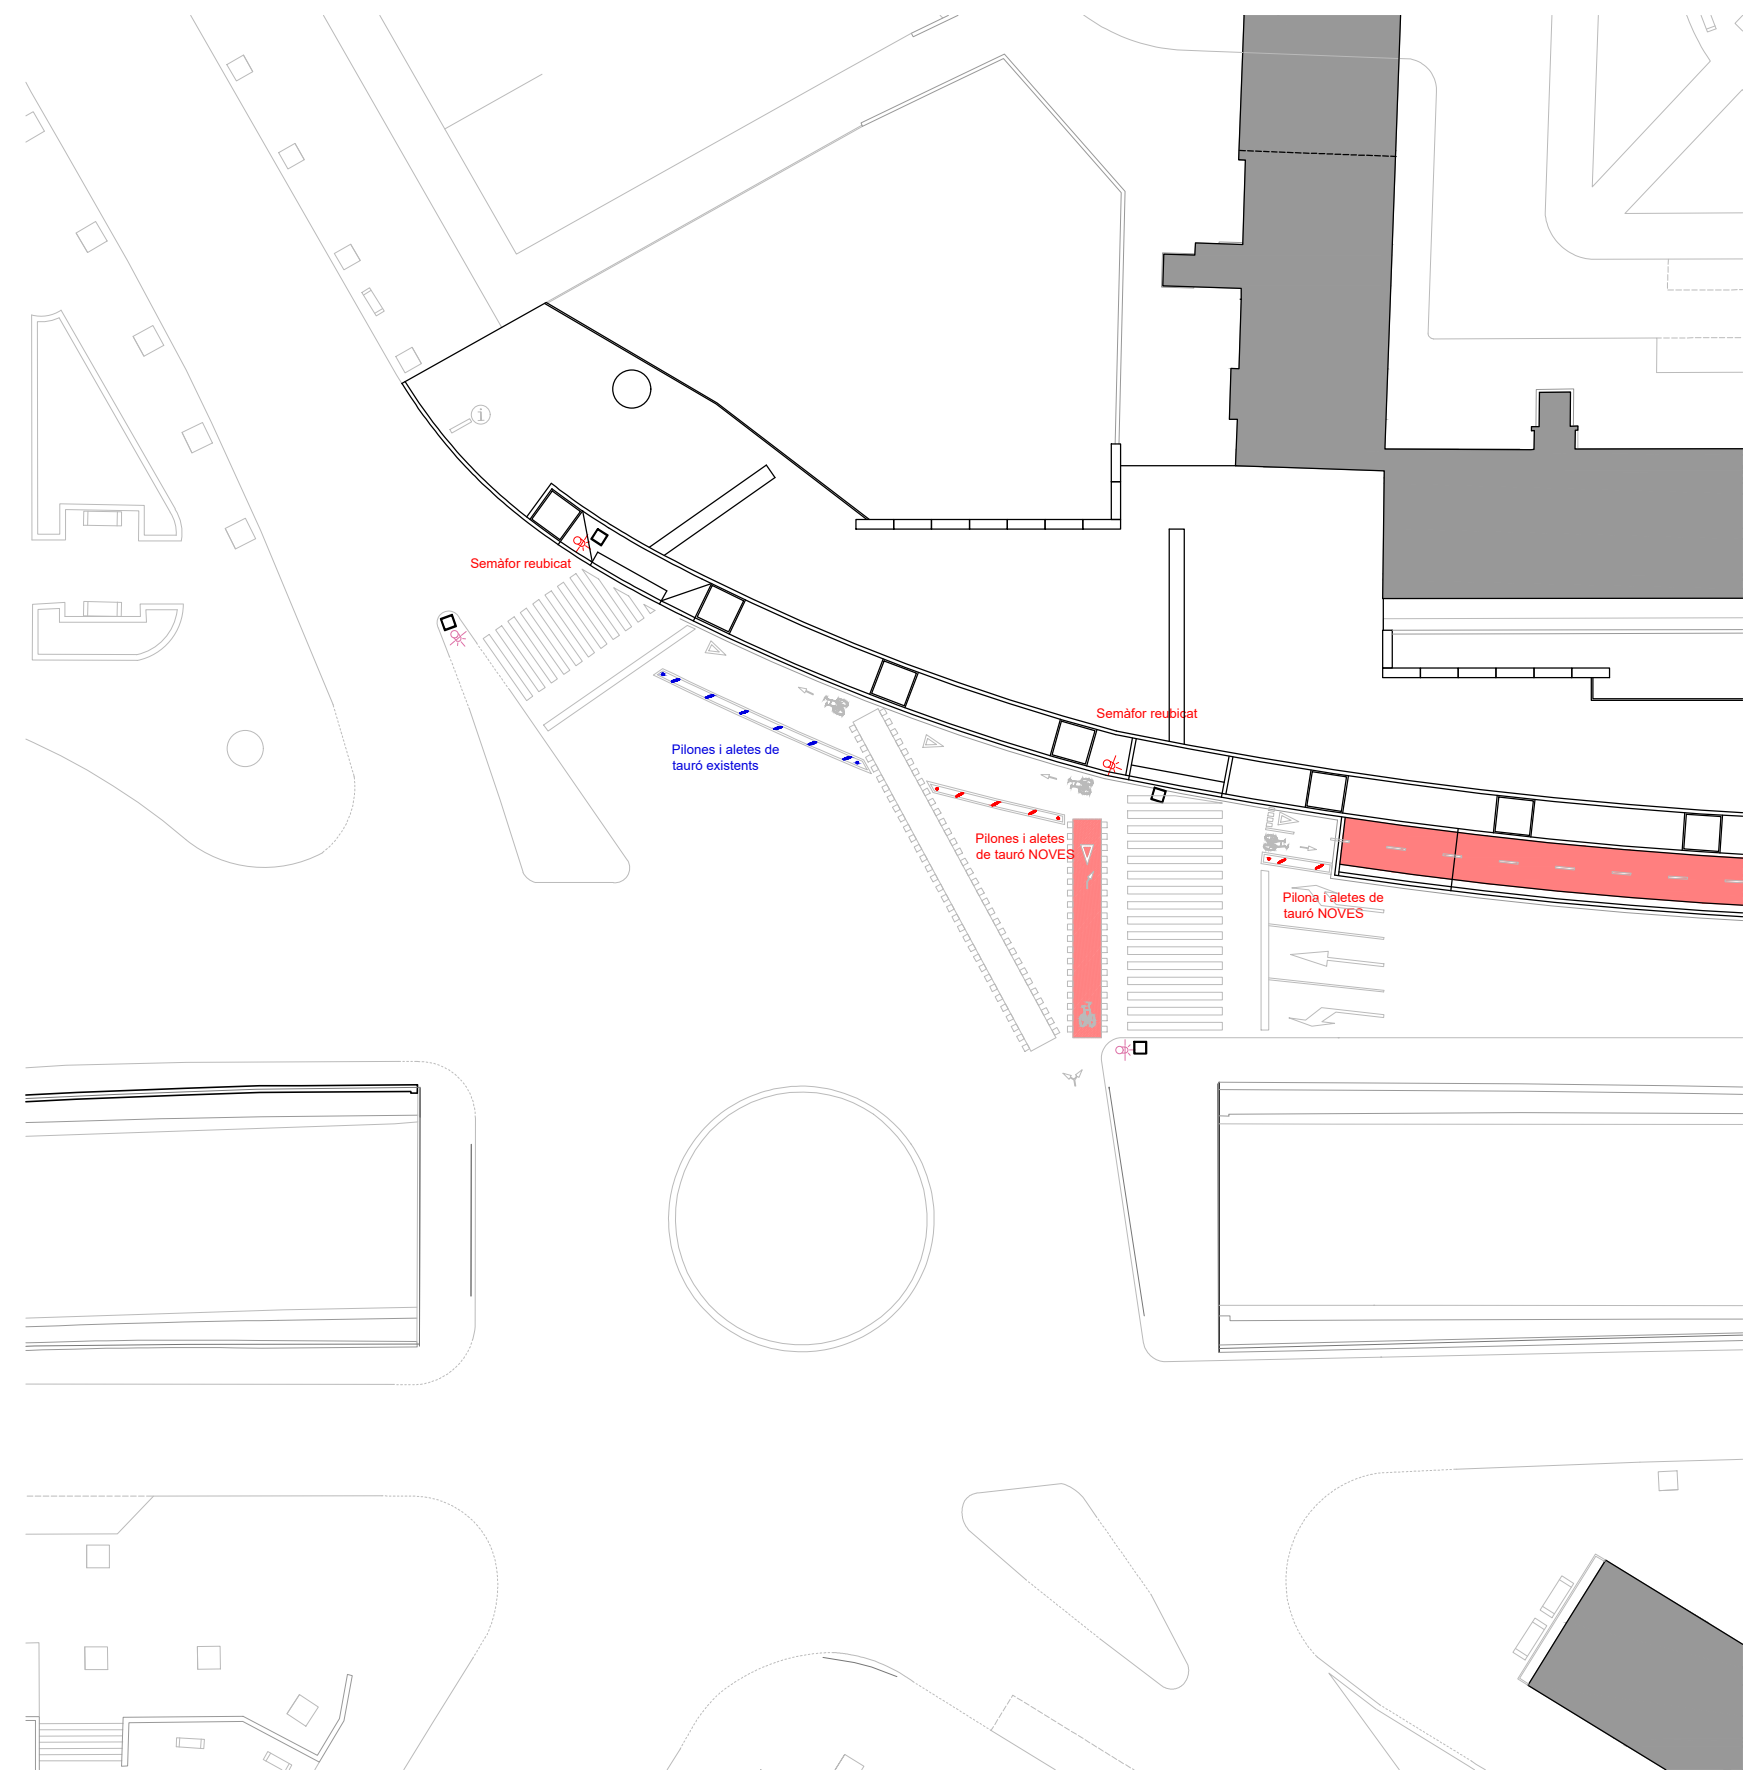 i
Semàfor reubicat
Semàfor reubicat
Pilones i aletes de
tauró existents
Pilones i aletes
de tauró NOVES
Pilona i aletes de
tauró NOVES